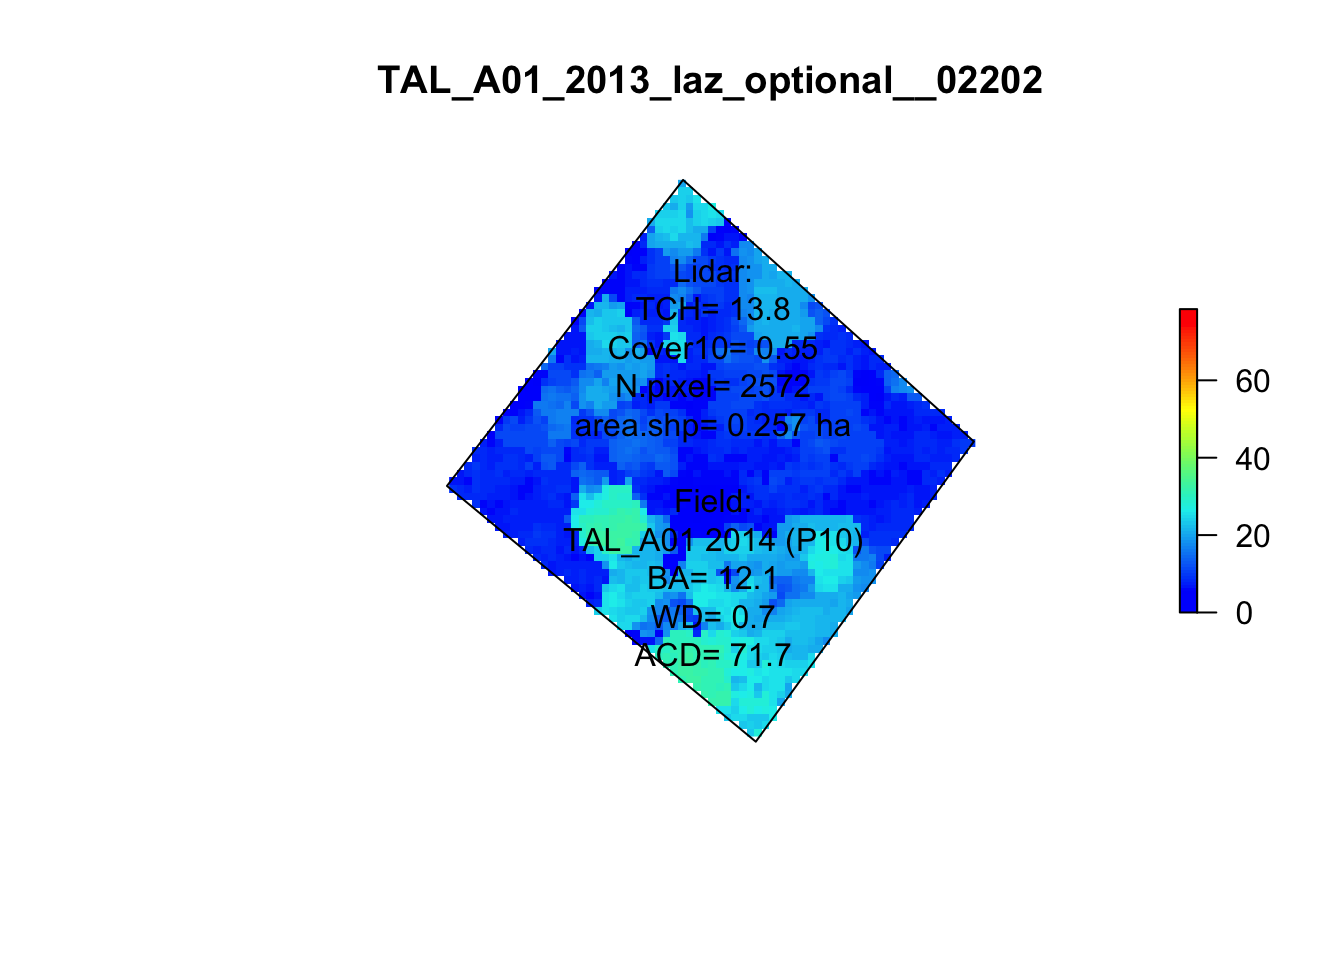 TAL_A01_2013_laz_optional__02202
Lidar:
TCH= 13.8
Cover10= 0.55
N.pixel= 2572
area.shp= 0.257 ha
Field:
TAL_A01 2014 (P10)
BA= 12.1
WD= 0.7
ACD= 71.7
60
40
20
0